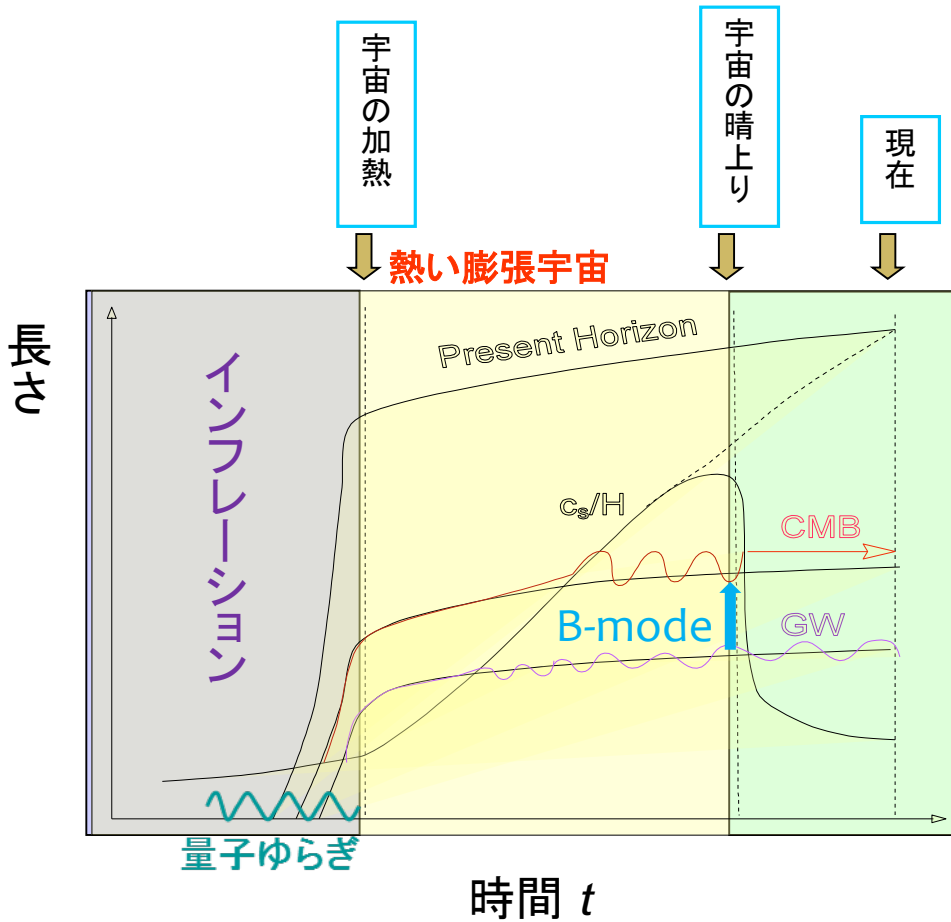 宇宙の加熱
宇宙の晴上り
現在
熱い膨張宇宙
長さ
Present Horizon
インフレーション
cs/H
CMB
B-mode
GW
量子ゆらぎ
時間 t